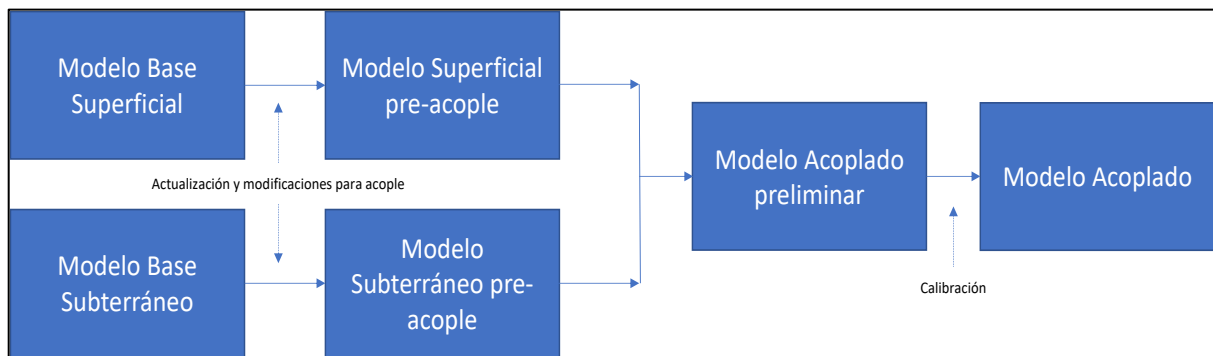 Modelo Base
Superficial
Modelo Superficial
pre-acople
Actualización y modificaciones para acople
Modelo Base
Subterráneo
Modelo
Subterráneo pre-
acople
Modelo Acoplado
preliminar
Modelo Acoplado
Calibración